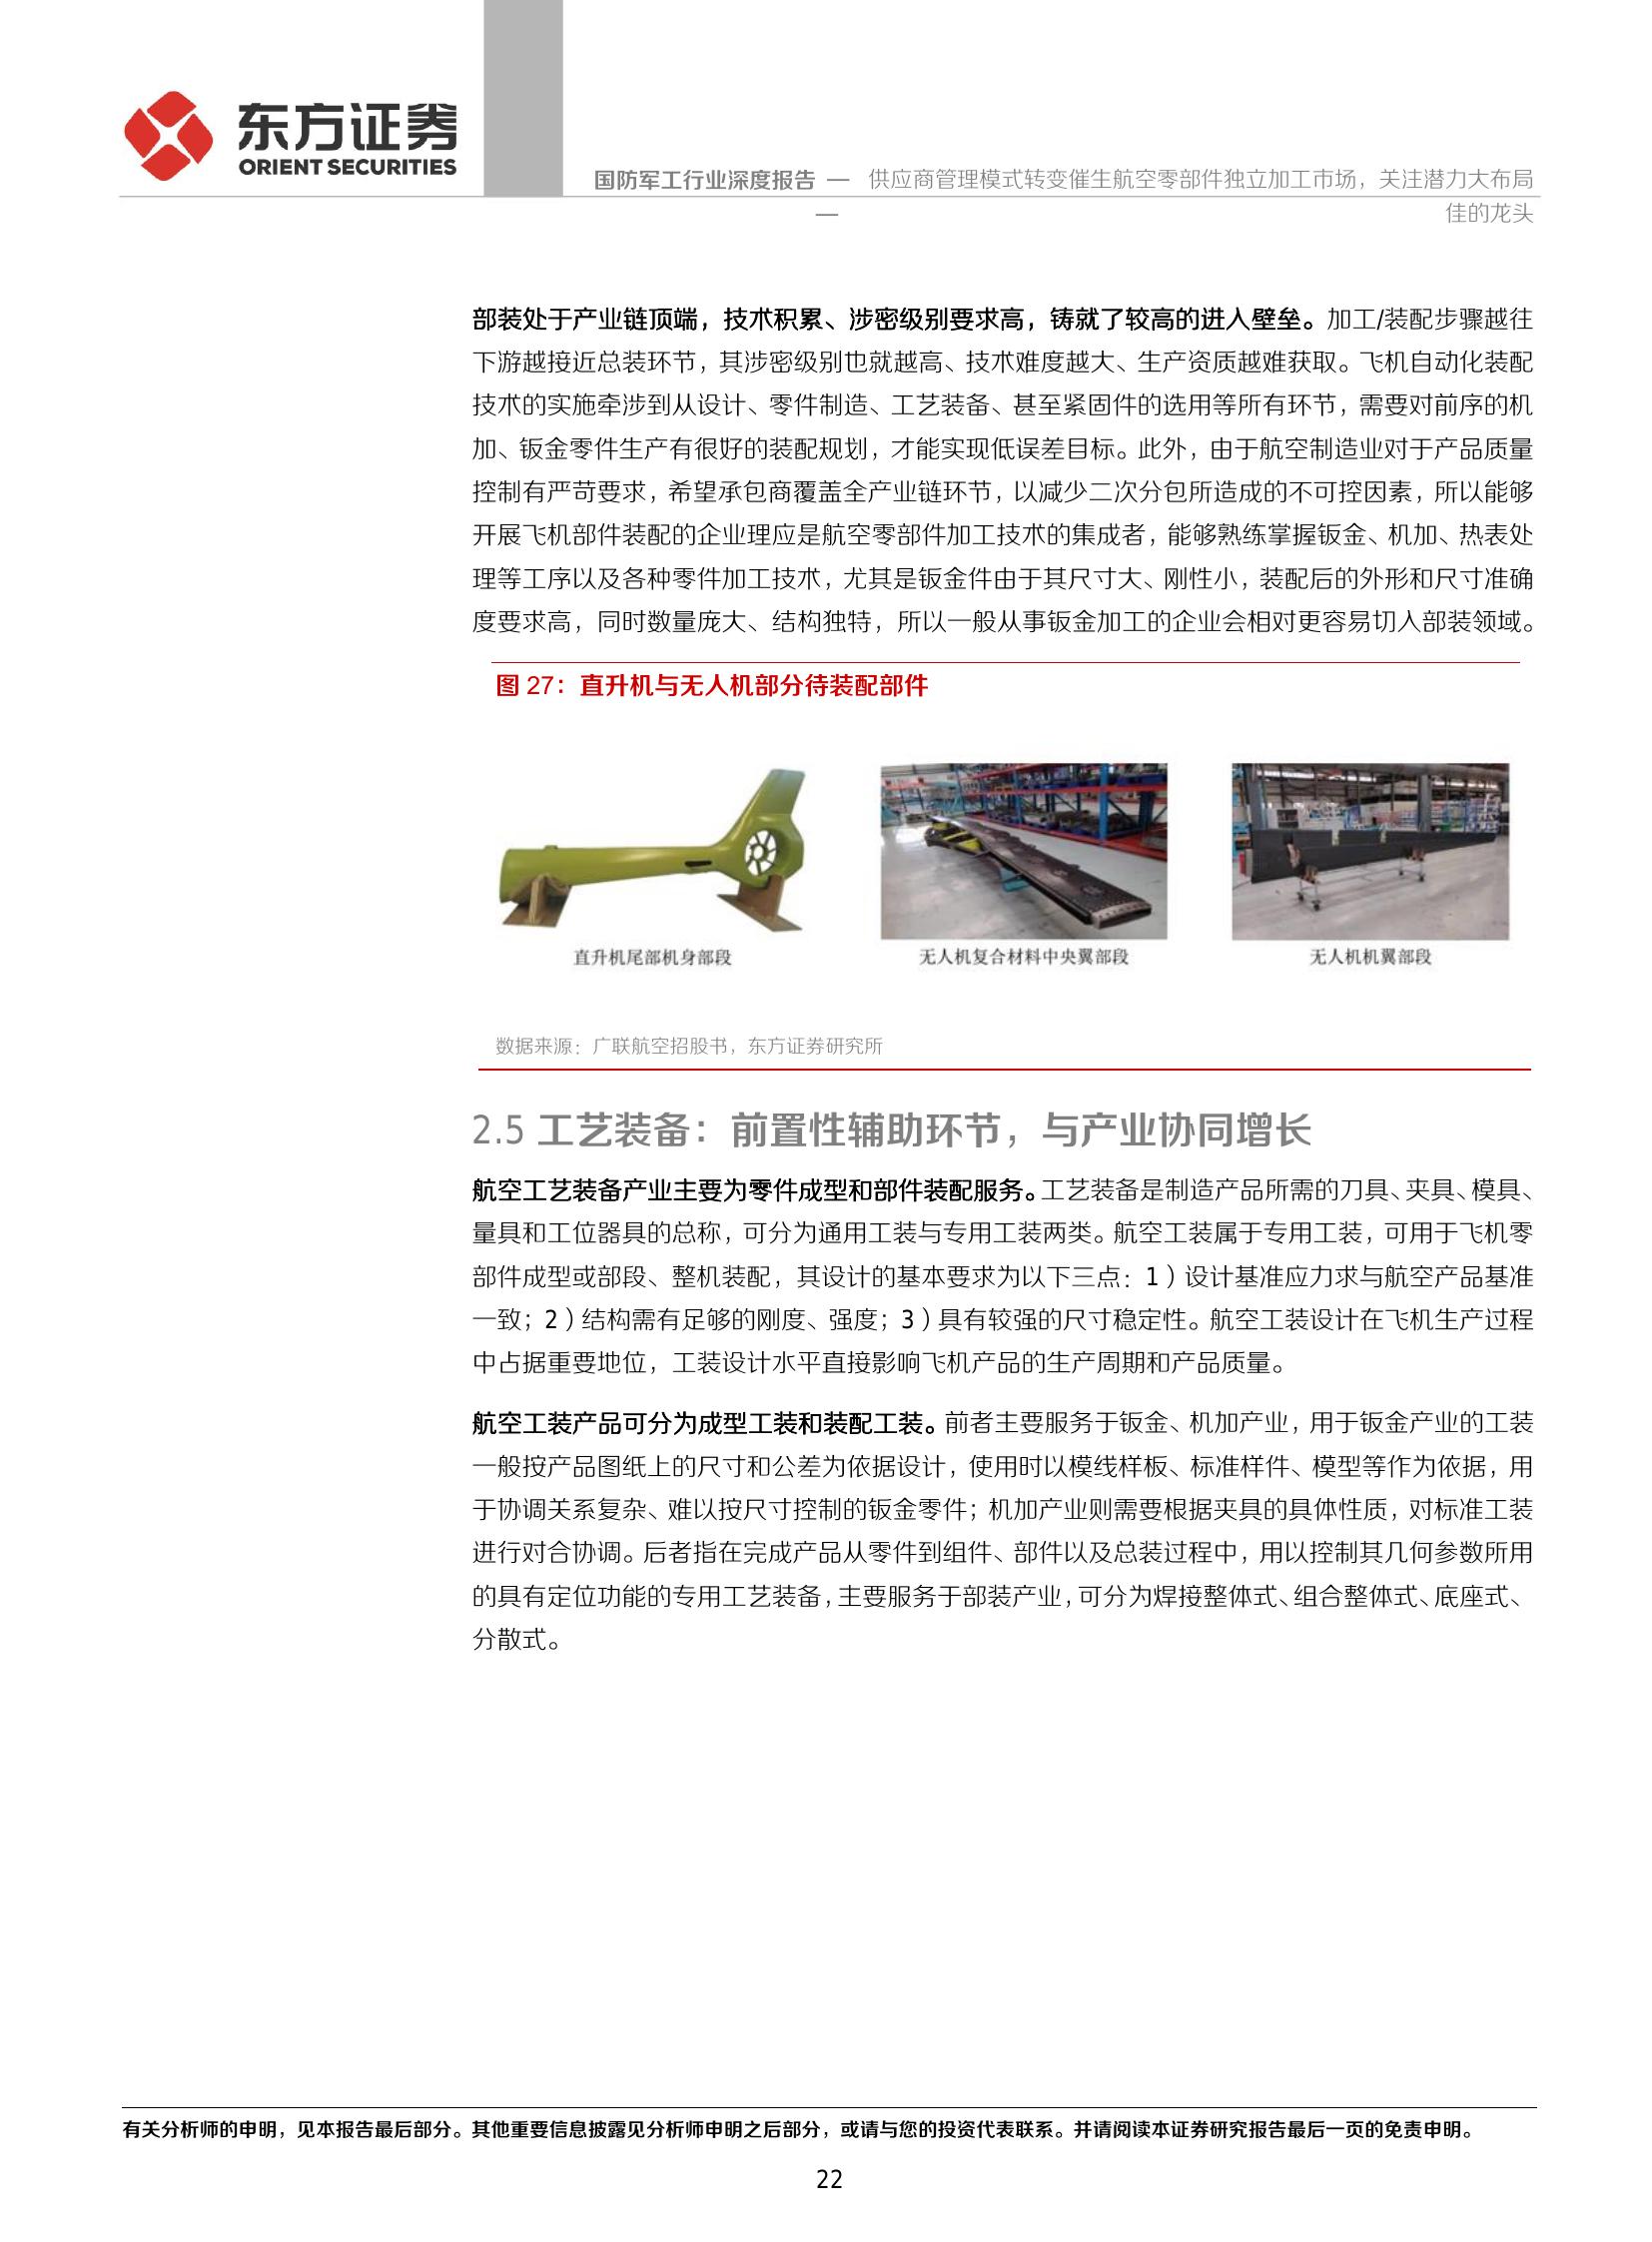 东方证券
ORIENT SECURITIES
国防军工行业深度报告 — 供应商管理模式转变催生航空零部件独立加工市场，关注潜力大布局
— 佳的龙头
部装处于产业链顶端，技术积累、涉密级别要求高，铸就了较高的进入壁垒。加工/装配步骤越往
下游越接近总装环节，其涉密级别也就越高、技术难度越大、生产资质越难获取。飞机自动化装配
技术的实施牵涉到从设计、零件制造、工艺装备、甚至紧固件的选用等所有环节，需要对前序的机
加、钣金零件生产有很好的装配规划，才能实现低误差目标。此外，由于航空制造业对于产品质量
控制有严苛要求，希望承包商覆盖全产业链环节，以减少二次分包所造成的不可控因素，所以能够
开展飞机部件装配的企业理应是航空零部件加工技术的集成者，能够熟练掌握钣金、机加、热表处
理等工序以及各种零件加工技术，尤其是钣金件由于其尺寸大、刚性小，装配后的外形和尺寸准确
度要求高，同时数量庞大、结构独特，所以一般从事钣金加工的企业会相对更容易切入部装领域。
图 27：直升机与无人机部分待装配部件
直升机尾部机身部段
无人机复合材料中央翼部段
无人机机翼部段
数据来源：广联航空招股书，东方证券研究所
2.5 工艺装备：前置性辅助环节，与产业协同增长
航空工艺装备产业主要为零件成型和部件装配服务。工艺装备是制造产品所需的刀具、夹具、模具、
量具和工位器具的总称，可分为通用工装与专用工装两类。航空工装属于专用工装，可用于飞机零
部件成型或部段、整机装配，其设计的基本要求为以下三点：1）设计基准应力求与航空产品基准
一致；2）结构需有足够的刚度、强度；3）具有较强的尺寸稳定性。航空工装设计在飞机生产过程
中占据重要地位，工装设计水平直接影响飞机产品的生产周期和产品质量。
航空工装产品可分为成型工装和装配工装。前者主要服务于钣金、机加产业，用于钣金产业的工装
一般按产品图纸上的尺寸和公差为依据设计，使用时以模线样板、标准样件、模型等作为依据，用
于协调关系复杂、难以按尺寸控制的钣金零件；机加产业则需要根据夹具的具体性质，对标准工装
进行对合协调。后者指在完成产品从零件到组件、部件以及总装过程中，用以控制其几何参数所用
的具有定位功能的专用工艺装备，主要服务于部装产业，可分为焊接整体式、组合整体式、底座式、
分散式。
有关分析师的申明，见本报告最后部分。其他重要信息披露见分析师申明之后部分，或请与您的投资代表联系。并请阅读本证券研究报告最后一页的免责申明。
22